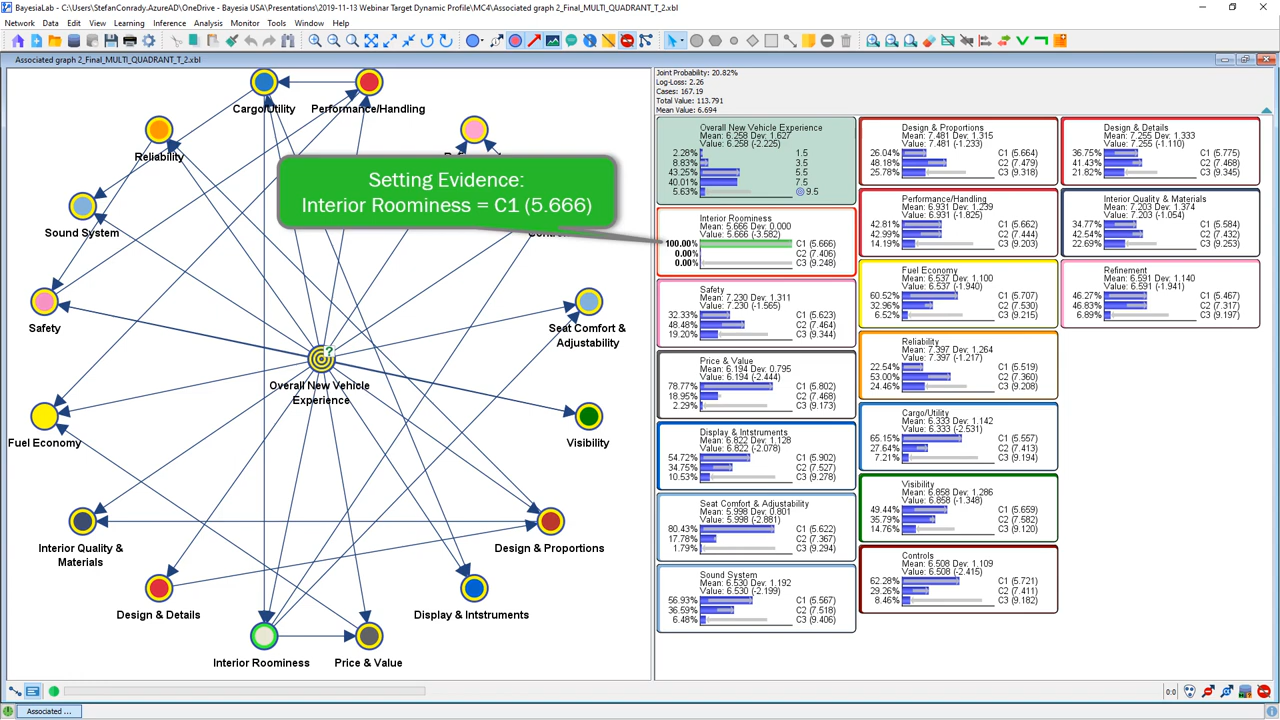 BayesiaLab - C:\Users\StefanConrady.AzureAD\OneDrive - Bayesia USA\Presentations\2019-11-13 Webinar Target Dynamic Profile\MC4\Associated graph 2_Final_MULTI_QUADRANT_T_2.xbl
Network Data Edit View Learning Inference Analysis Monitor Tools Window Help
Associated graph 2_Final_MULTI_QUADRANT_T_2.xbl
Cargo/Utility
Performance/Handling
Reliability
Sound System
Safety
Seat Comfort &
Adjustability
Overall New Vehicle
Experience
Fuel Economy
Visibility
Interior Quality &
Materials
Design & Proportions
Design & Details
Display & Intstruments
Interior Roominess
Price & Value
Setting Evidence:
Interior Roominess = C1 (5.666)
Joint Probability: 20.82%
Log-Loss: 2.26
Cases: 167.19
Total Value: 113.791
Mean Value: 6.694
Overall New Vehicle Experience
Mean: 6.258 Dev: 1.627
Value: 6.258 (-2.225)
2.28% 1.5
8.83% 3.5
43.25% 5.5
40.01% 7.5
5.63% 9.5
Interior Roominess
Mean: 5.666 Dev: 0.000
Value: 5.666 (-3.582)
100.00% C1 (5.666)
0.00% C2 (7.406)
0.00% C3 (9.248)
Safety
Mean: 7.230 Dev: 1.311
Value: 7.230 (-1.565)
32.33% C1 (5.623)
48.48% C2 (7.464)
19.20% C3 (9.344)
Price & Value
Mean: 6.194 Dev: 0.795
Value: 6.194 (-2.444)
78.77% C1 (5.802)
18.95% C2 (7.468)
2.29% C3 (9.173)
Display & Intstruments
Mean: 6.822 Dev: 1.128
Value: 6.822 (-2.078)
54.72% C1 (5.902)
34.75% C2 (7.527)
10.53% C3 (9.278)
Seat Comfort & Adjustability
Mean: 5.998 Dev: 0.801
Value: 5.998 (-2.881)
80.43% C1 (5.622)
17.78% C2 (7.367)
1.79% C3 (9.294)
Sound System
Mean: 6.530 Dev: 1.192
Value: 6.530 (-2.199)
56.93% C1 (5.567)
36.59% C2 (7.518)
6.48% C3 (9.406)
Design & Proportions
Mean: 7.481 Dev: 1.315
Value: 7.481 (-1.233)
26.04% C1 (5.664)
48.18% C2 (7.479)
25.78% C3 (9.318)
Performance/Handling
Mean: 6.931 Dev: 1.239
Value: 6.931 (-1.825)
42.81% C1 (5.662)
42.99% C2 (7.444)
14.19% C3 (9.203)
Fuel Economy
Mean: 6.537 Dev: 1.100
Value: 6.537 (-1.940)
60.52% C1 (5.707)
32.96% C2 (7.530)
6.52% C3 (9.215)
Reliability
Mean: 7.397 Dev: 1.264
Value: 7.397 (-1.217)
22.54% C1 (5.519)
53.00% C2 (7.360)
24.46% C3 (9.208)
Cargo/Utility
Mean: 6.333 Dev: 1.142
Value: 6.333 (-2.531)
65.15% C1 (5.557)
27.64% C2 (7.413)
7.21% C3 (9.194)
Visibility
Mean: 6.858 Dev: 1.286
Value: 6.858 (-1.348)
49.44% C1 (5.659)
35.79% C2 (7.582)
14.76% C3 (9.120)
Controls
Mean: 6.508 Dev: 1.109
Value: 6.508 (-2.415)
62.28% C1 (5.721)
29.26% C2 (7.411)
8.46% C3 (9.182)
Design & Details
Mean: 7.255 Dev: 1.333
Value: 7.255 (-1.110)
36.75% C1 (5.775)
41.43% C2 (7.468)
21.82% C3 (9.345)
Interior Quality & Materials
Mean: 7.203 Dev: 1.374
Value: 7.203 (-1.054)
34.77% C1 (5.584)
42.54% C2 (7.432)
22.69% C3 (9.253)
Refinement
Mean: 6.591 Dev: 1.140
Value: 6.591 (-1.941)
46.27% C1 (5.467)
46.83% C2 (7.317)
6.89% C3 (9.197)
0:0
Associated ...